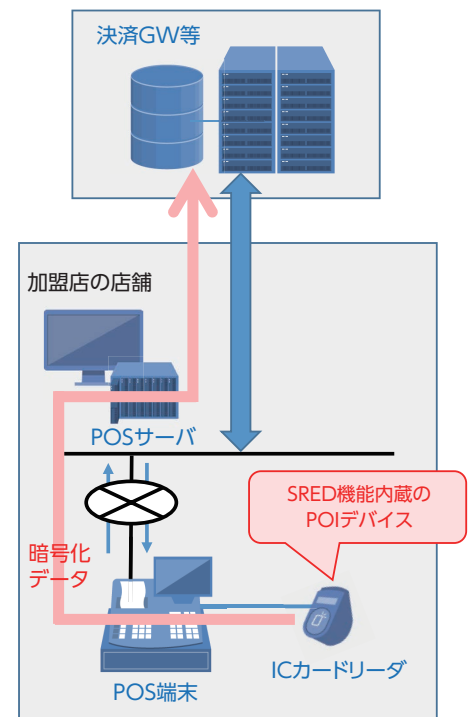 決済GW等
加盟店の店舗
POSサーバ
SRED機能内蔵の
POIデバイス
暗号化
データ
ICカードリーダ
POS端末